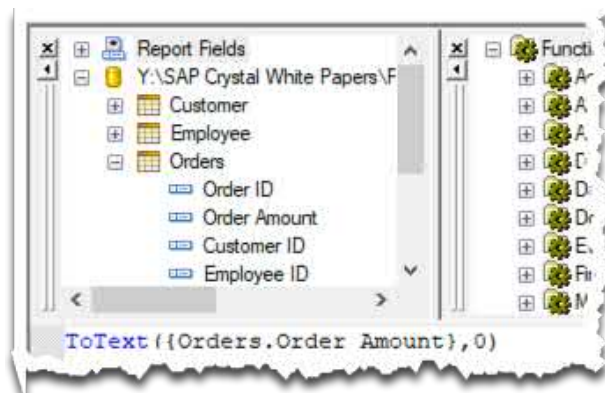 Report Fields
Y:\SAP Crystal White Papers\F
Customer
Employee
Orders
Order ID
Order Amount
Customer ID
Employee ID
Functi
ToText({Orders.Order Amount},0)